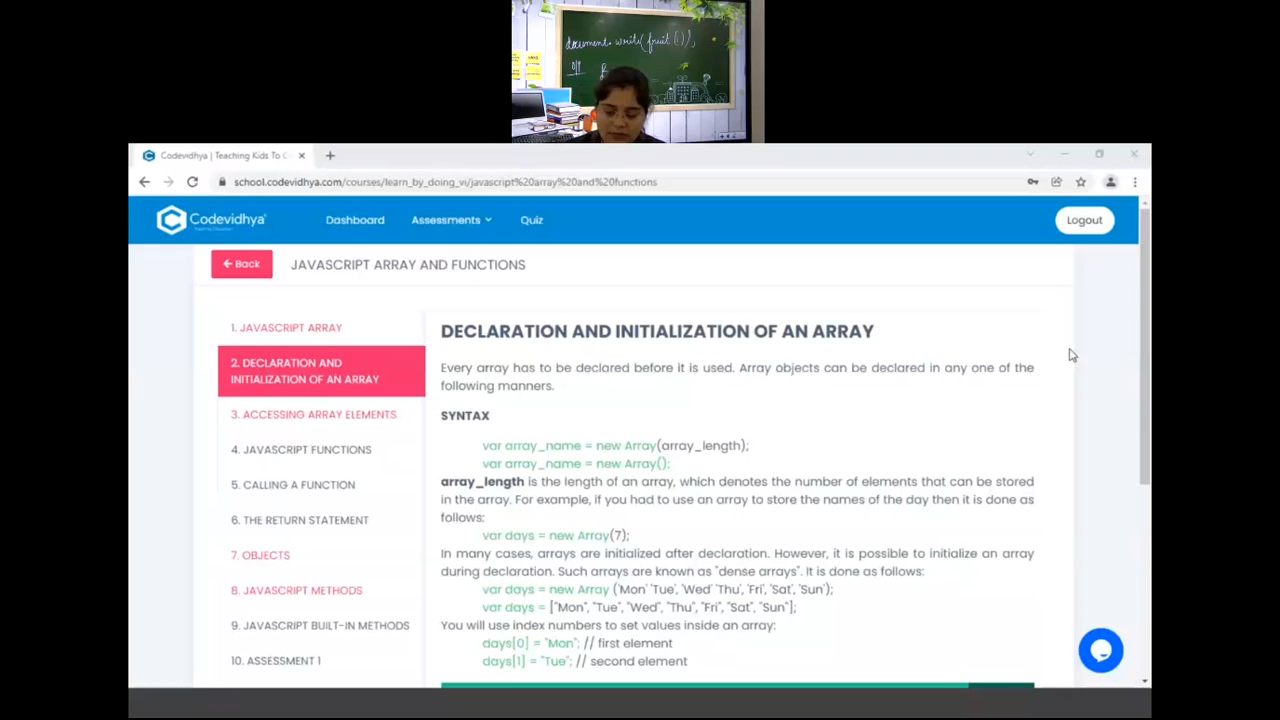 document.write(fruit[1]);
O/P
Codevidhya | Teaching Kids To C
school.codevidhya.com/courses/learn_by_doing_vi/javascript%20array%20and%20functions
Codevidhya
Dashboard
Assessments
Quiz
Logout
Back
JAVASCRIPT ARRAY AND FUNCTIONS
1. JAVASCRIPT ARRAY
2. DECLARATION AND
INITIALIZATION OF AN ARRAY
3. ACCESSING ARRAY ELEMENTS
4. JAVASCRIPT FUNCTIONS
5. CALLING A FUNCTION
6. THE RETURN STATEMENT
7. OBJECTS
8. JAVASCRIPT METHODS
9. JAVASCRIPT BUILT-IN METHODS
10. ASSESSMENT 1
DECLARATION AND INITIALIZATION OF AN ARRAY
Every array has to be declared before it is used. Array objects can be declared in any one of the
following manners.
SYNTAX
var array_name = new Array(array_length);
var array_name = new Array();
array_length is the length of an array, which denotes the number of elements that can be stored
in the array. For example, if you had to use an array to store the names of the day then it is done as
follows:
var days = new Array(7);
In many cases, arrays are initialized after declaration. However, it is possible to initialize an array
during declaration. Such arrays are known as "dense arrays". It is done as follows:
var days = new Array ('Mon' 'Tue', 'Wed' 'Thu', 'Fri', 'Sat', 'Sun');
var days = ["Mon", "Tue", "Wed", "Thu", "Fri", "Sat", "Sun"];
You will use index numbers to set values inside an array:
days[0] = "Mon"; // first element
days[1] = "Tue"; // second element